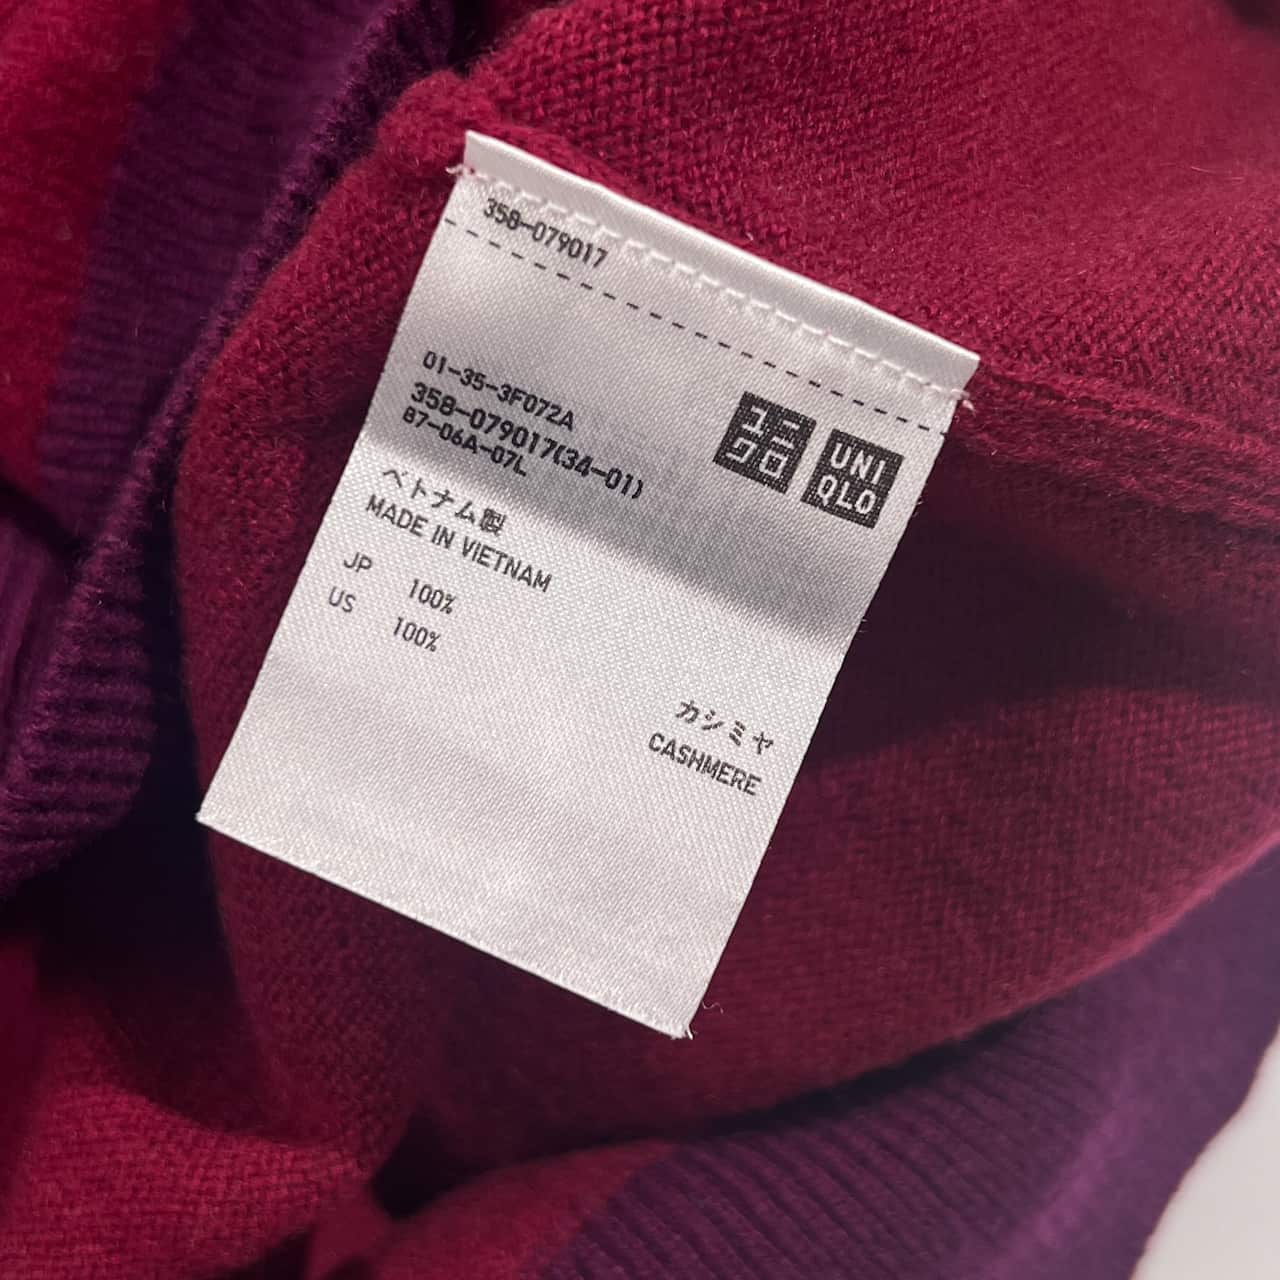 358-079017
01-35-3F072A
358-079017(34-01)
87-06A-07L
ユニ
クロ
UNI
QLO
ベトナム製
MADE IN VIETNAM
JP 100%
US 100%
カシミヤ
CASHMERE